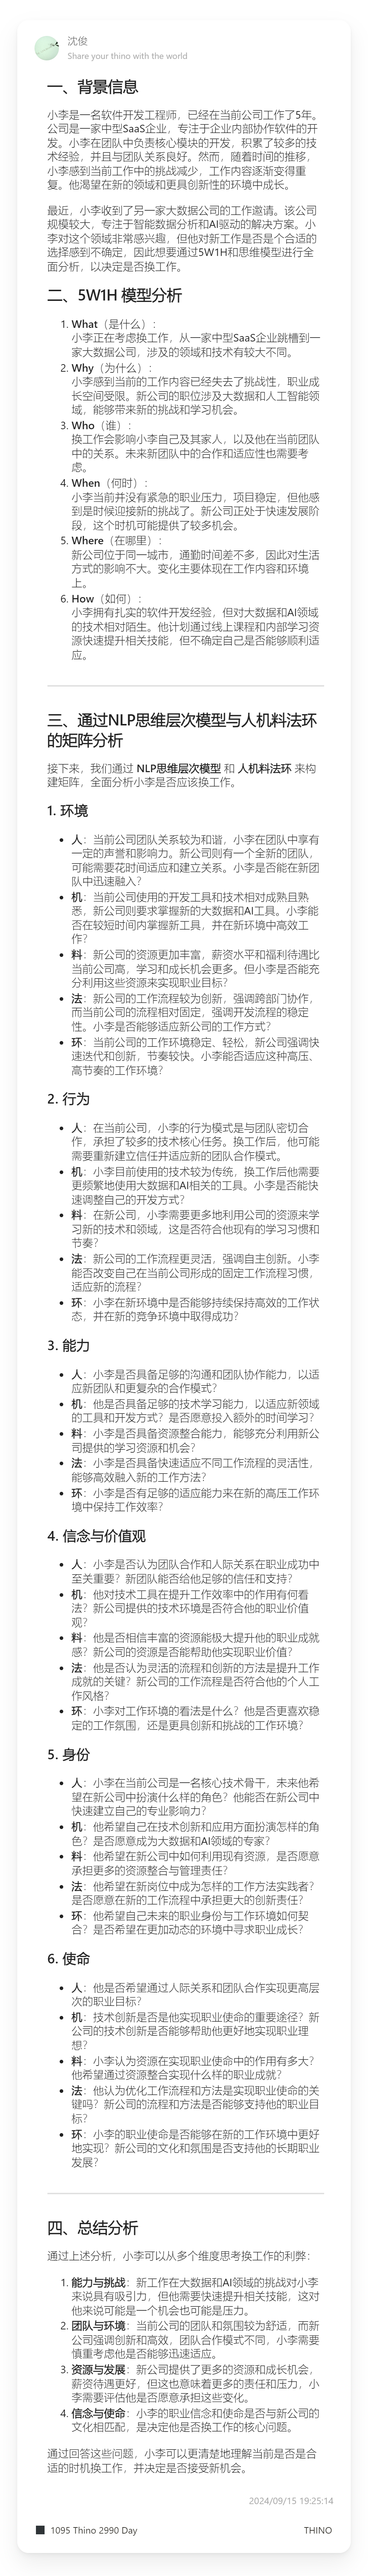 沈俊
Share your thino with the world
一、背景信息
小李是一名软件开发工程师，已经在当前公司工作了5年。
公司是一家中型SaaS企业，专注于企业内部协作软件的开
发。小李在团队中负责核心模块的开发，积累了较多的技
术经验，并且与团队关系良好。然而，随着时间的推移，
小李感到当前工作中的挑战减少，工作内容逐渐变得重
复。他渴望在新的领域和更具创新性的环境中成长。
最近，小李收到了另一家大数据公司的工作邀请。该公司
规模较大，专注于智能数据分析和AI驱动的解决方案。小
李对这个领域非常感兴趣，但他对新工作是否是个合适的
选择感到不确定，因此想要通过5W1H和思维模型进行全
面分析，以决定是否换工作。
二、5W1H 模型分析
1. What（是什么）：
小李正在考虑换工作，从一家中型SaaS企业跳槽到一
家大数据公司，涉及的领域和技术有较大不同。
2. Why（为什么）：
小李感到当前的工作内容已经失去了挑战性，职业成
长空间受限。新公司的职位涉及大数据和人工智能领
域，能够带来新的挑战和学习机会。
3. Who（谁）：
换工作会影响小李自己及其家人，以及他在当前团队
中的关系。未来新团队中的合作和适应性也需要考
虑。
4. When（何时）：
小李当前并没有紧急的职业压力，项目稳定，但他感
到是时候迎接新的挑战了。新公司正处于快速发展阶
段，这个时机可能提供了较多机会。
5. Where（在哪里）：
新公司位于同一城市，通勤时间差不多，因此对生活
方式的影响不大。变化主要体现在工作内容和环境
上。
6. How（如何）：
小李拥有扎实的软件开发经验，但对大数据和AI领域
的技术相对陌生。他计划通过线上课程和内部学习资
源快速提升相关技能，但不确定自己是否能够顺利适
应。
三、通过NLP思维层次模型与人机料法环
的矩阵分析
接下来，我们通过 NLP思维层次模型 和 人机料法环 来构
建矩阵，全面分析小李是否应该换工作。
1. 环境
• 人：当前公司团队关系较为和谐，小李在团队中享有
一定的声誉和影响力。新公司则有一个全新的团队，
可能需要花时间适应和建立关系。小李是否能在新团
队中迅速融入？
• 机：当前公司使用的开发工具和技术相对成熟且熟
悉，新公司则要求掌握新的大数据和AI工具。小李能
否在较短时间内掌握新工具，并在新环境中高效工
作？
• 料：新公司的资源更加丰富，薪资水平和福利待遇比
当前公司高，学习和成长机会更多。但小李是否能充
分利用这些资源来实现职业目标？
• 法：新公司的工作流程较为创新，强调跨部门协作，
而当前公司的流程相对固定，强调开发流程的稳定
性。小李是否能够适应新公司的工作方式？
• 环：当前公司的工作环境稳定、轻松，新公司强调快
速迭代和创新，节奏较快。小李能否适应这种高压、
高节奏的工作环境？
2. 行为
• 人：在当前公司，小李的行为模式是与团队密切合
作，承担了较多的技术核心任务。换工作后，他可能
需要重新建立信任并适应新的团队合作模式。
• 机：小李目前使用的技术较为传统，换工作后他需要
更频繁地使用大数据和AI相关的工具。小李是否能快
速调整自己的开发方式？
• 料：在新公司，小李需要更多地利用公司的资源来学
习新的技术和领域，这是否符合他现有的学习习惯和
节奏？
• 法：新公司的工作流程更灵活，强调自主创新。小李
能否改变自己在当前公司形成的固定工作流程习惯，
适应新的流程？
• 环：小李在新环境中是否能够持续保持高效的工作状
态，并在新的竞争环境中取得成功？
3. 能力
• 人：小李是否具备足够的沟通和团队协作能力，以适
应新团队和更复杂的合作模式？
• 机：他是否具备足够的技术学习能力，以适应新领域
的工具和开发方式？是否愿意投入额外的时间学习？
• 料：小李是否具备资源整合能力，能够充分利用新公
司提供的学习资源和机会？
• 法：小李是否具备快速适应不同工作流程的灵活性，
能够高效融入新的工作方法？
• 环：小李是否有足够的适应能力来在新的高压工作环
境中保持工作效率？
4. 信念与价值观
• 人：小李是否认为团队合作和人际关系在职业成功中
至关重要？新团队能否给他足够的信任和支持？
• 机：他对技术工具在提升工作效率中的作用有何看
法？新公司提供的技术环境是否符合他的职业价值
观？
• 料：他是否相信丰富的资源能极大提升他的职业成就
感？新公司的资源是否能帮助他实现职业价值？
• 法：他是否认为灵活的流程和创新的方法是提升工作
成就的关键？新公司的工作流程是否符合他的个人工
作风格？
• 环：小李对工作环境的看法是什么？他是否更喜欢稳
定的工作氛围，还是更具创新和挑战的工作环境？
5. 身份
• 人：小李在当前公司是一名核心技术骨干，未来他希
望在新公司中扮演什么样的角色？他能否在新公司中
快速建立自己的专业影响力？
• 机：他希望自己在技术创新和应用方面扮演怎样的角
色？是否愿意成为大数据和AI领域的专家？
• 料：他希望在新公司中如何利用现有资源，是否愿意
承担更多的资源整合与管理责任？
• 法：他希望在新岗位中成为怎样的工作方法实践者？
是否愿意在新的工作流程中承担更大的创新责任？
• 环：他希望自己未来的职业身份与工作环境如何契
合？是否希望在更加动态的环境中寻求职业成长？
6. 使命
• 人：他是否希望通过人际关系和团队合作实现更高层
次的职业目标？
• 机：技术创新是否是他实现职业使命的重要途径？新
公司的技术创新是否能够帮助他更好地实现职业理
想？
• 料：小李认为资源在实现职业使命中的作用有多大？
他希望通过资源整合实现什么样的职业成就？
• 法：他认为优化工作流程和方法是实现职业使命的关
键吗？新公司的流程和方法是否能够支持他的职业目
标？
• 环：小李的职业使命是否能够在新的工作环境中更好
地实现？新公司的文化和氛围是否支持他的长期职业
发展？
四、总结分析
通过上述分析，小李可以从多个维度思考换工作的利弊：
1. 能力与挑战：新工作在大数据和AI领域的挑战对小李
来说具有吸引力，但他需要快速提升相关技能，这对
他来说可能是一个机会也可能是压力。
2. 团队与环境：当前公司的团队和氛围较为舒适，而新
公司强调创新和高效，团队合作模式不同，小李需要
慎重考虑他是否能够迅速适应。
3. 资源与发展：新公司提供了更多的资源和成长机会，
薪资待遇更好，但这也意味着更多的责任和压力，小
李需要评估他是否愿意承担这些变化。
4. 信念与使命：小李的职业信念和使命是否与新公司的
文化相匹配，是决定他是否换工作的核心问题。
通过回答这些问题，小李可以更清楚地理解当前是否是合
适的时机换工作，并决定是否接受新机会。
2024/09/15 19:25:14
1095 Thino 2990 Day
THINO